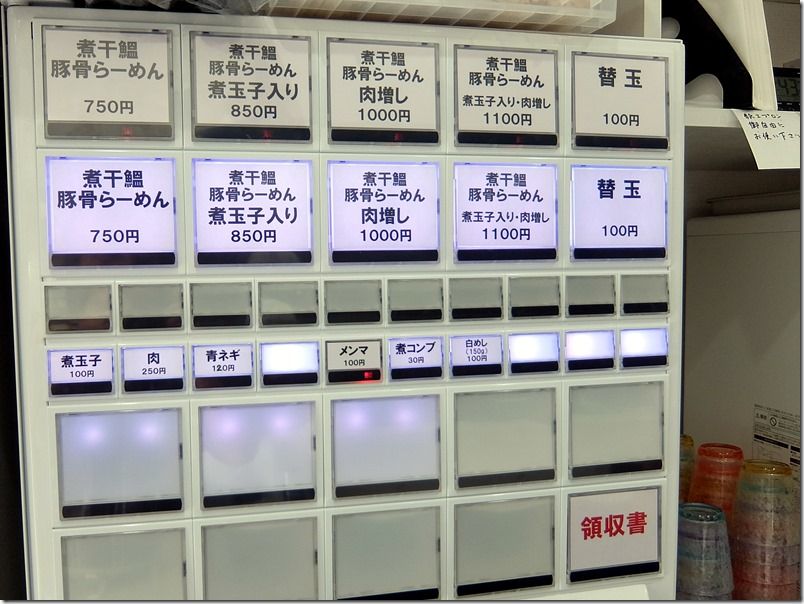 煮干鰮
豚骨らーめん
750円
煮干鰮
豚骨らーめん
煮玉子入り
850円
煮干鰮
豚骨らーめん
肉増し
1000円
煮干鰮
豚骨らーめん
煮玉子入り・肉増し
1100円
替玉
100円
煮干鰮
豚骨らーめん
750円
煮干鰮
豚骨らーめん
煮玉子入り
850円
煮干鰮
豚骨らーめん
肉増し
1000円
煮干鰮
豚骨らーめん
煮玉子入り・肉増し
1100円
替玉
100円
煮玉子
100円
肉
250円
青ネギ
120円
メンマ
100円
煮コンブ
30円
白めし
(150g)
100円
領収書